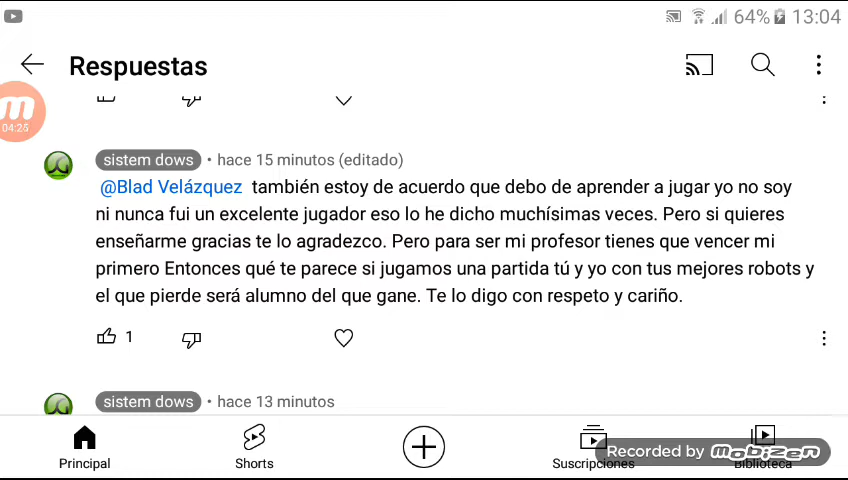 64% 13:04
Respuestas
04:25
sistem dows • hace 15 minutos (editado)
@Blad Velázquez también estoy de acuerdo que debo de aprender a jugar yo no soy
ni nunca fui un excelente jugador eso lo he dicho muchísimas veces. Pero si quieres
enseñarme gracias te lo agradezco. Pero para ser mi profesor tienes que vencer mi
primero Entonces qué te parece si jugamos una partida tú y yo con tus mejores robots y
el que pierde será alumno del que gane. Te lo digo con respeto y cariño.
1
sistem dows • hace 13 minutos
Principal Shorts Suscripciones Biblioteca
Recorded by mobizen